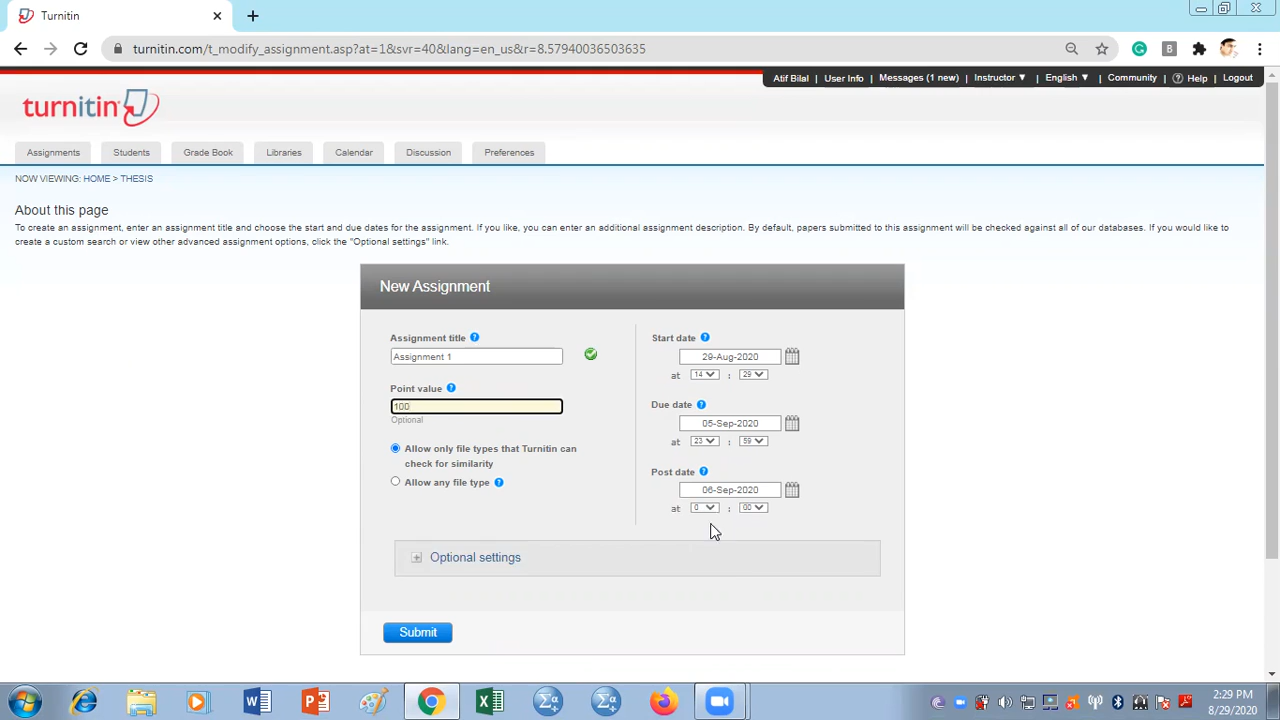 Turnitin
turnitin.com/t_modify_assignment.asp?at=1&svr=40&lang=en_us&r=8.57940036503635
Atif Bilal User Info Messages (1 new) Instructor ▼ English ▼ Community ? Help Logout
turnitin
Assignments Students Grade Book Libraries Calendar Discussion Preferences
NOW VIEWING: HOME > THESIS
About this page
To create an assignment, enter an assignment title and choose the start and due dates for the assignment. If you like, you can enter an additional assignment description. By default, papers submitted to this assignment will be checked against all of our databases. If you would like to
create a custom search or view other advanced assignment options, click the "Optional settings" link.
New Assignment
Assignment title ?
Assignment 1
Point value ?
100
Optional
Allow only file types that Turnitin can
check for similarity
Allow any file type ?
Start date ?
29-Aug-2020
at 14 : 29
Due date ?
05-Sep-2020
at 23 : 59
Post date ?
06-Sep-2020
at 0 : 00
Optional settings
Submit
2:29 PM
8/29/2020